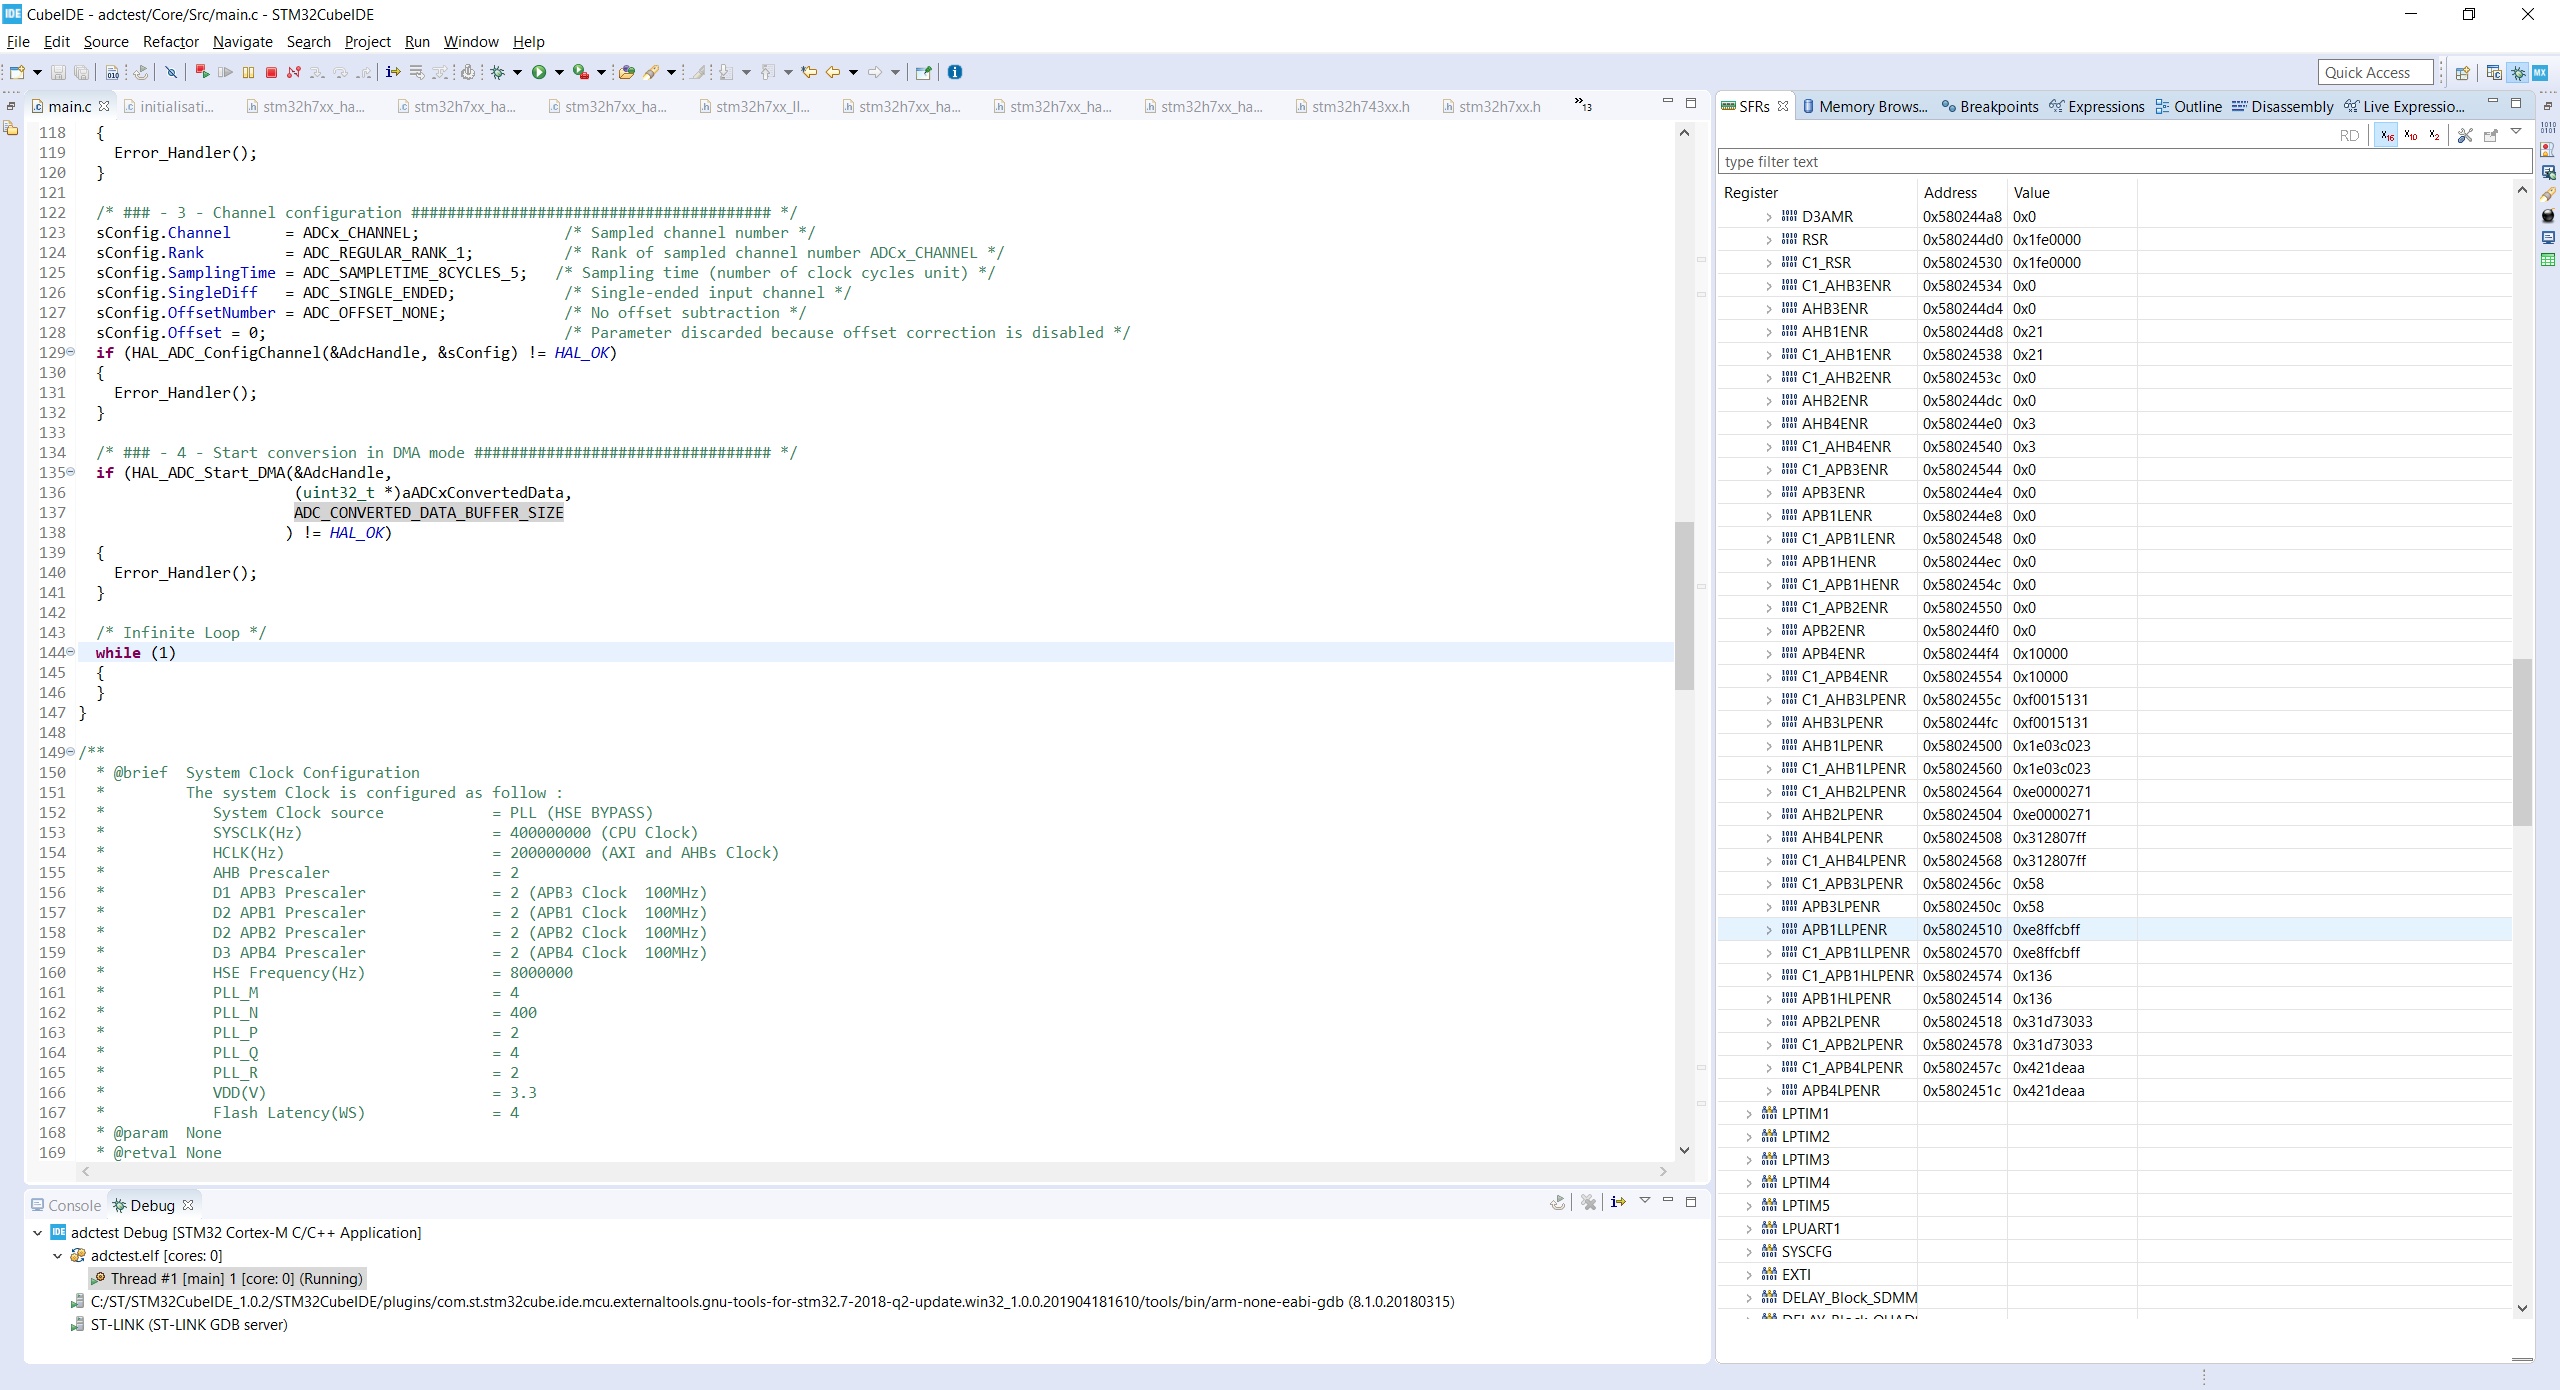 CubeIDE - adctest/Core/Src/main.c - STM32CubeIDE
File Edit Source Refactor Navigate Search Project Run Window Help
Quick Access
main.c initialisati... stm32h7xx_ha... stm32h7xx_ha... stm32h7xx_ha... stm32h7xx_ll... stm32h7xx_ha... stm32h7xx_ha... stm32h7xx_ha... stm32h743xx.h stm32h7xx.h »13
118 {
119 Error_Handler();
120 }
121
122 /* ### - 3 - Channel configuration ######################################## */
123 sConfig.Channel = ADCx_CHANNEL; /* Sampled channel number */
124 sConfig.Rank = ADC_REGULAR_RANK_1; /* Rank of sampled channel number ADCx_CHANNEL */
125 sConfig.SamplingTime = ADC_SAMPLETIME_8CYCLES_5; /* Sampling time (number of clock cycles unit) */
126 sConfig.SingleDiff = ADC_SINGLE_ENDED; /* Single-ended input channel */
127 sConfig.OffsetNumber = ADC_OFFSET_NONE; /* No offset subtraction */
128 sConfig.Offset = 0; /* Parameter discarded because offset correction is disabled */
129 if (HAL_ADC_ConfigChannel(&AdcHandle, &sConfig) != HAL_OK)
130 {
131 Error_Handler();
132 }
133
134 /* ### - 4 - Start conversion in DMA mode ################################# */
135 if (HAL_ADC_Start_DMA(&AdcHandle,
136 (uint32_t *)aADCxConvertedData,
137 ADC_CONVERTED_DATA_BUFFER_SIZE
138 ) != HAL_OK)
139 {
140 Error_Handler();
141 }
142
143 /* Infinite Loop */
144 while (1)
145 {
146 }
147 }
148
149 /**
150 * @brief System Clock Configuration
151 * The system Clock is configured as follow :
152 * System Clock source = PLL (HSE BYPASS)
153 * SYSCLK(Hz) = 400000000 (CPU Clock)
154 * HCLK(Hz) = 200000000 (AXI and AHBs Clock)
155 * AHB Prescaler = 2
156 * D1 APB3 Prescaler = 2 (APB3 Clock 100MHz)
157 * D2 APB1 Prescaler = 2 (APB1 Clock 100MHz)
158 * D2 APB2 Prescaler = 2 (APB2 Clock 100MHz)
159 * D3 APB4 Prescaler = 2 (APB4 Clock 100MHz)
160 * HSE Frequency(Hz) = 8000000
161 * PLL_M = 4
162 * PLL_N = 400
163 * PLL_P = 2
164 * PLL_Q = 4
165 * PLL_R = 2
166 * VDD(V) = 3.3
167 * Flash Latency(WS) = 4
168 * @param None
169 * @retval None
Console Debug
adctest Debug [STM32 Cortex-M C/C++ Application]
adctest.elf [cores: 0]
Thread #1 [main] 1 [core: 0] (Running)
C:/ST/STM32CubeIDE_1.0.2/STM32CubeIDE/plugins/com.st.stm32cube.ide.mcu.externaltools.gnu-tools-for-stm32.7-2018-q2-update.win32_1.0.0.201904181610/tools/bin/arm-none-eabi-gdb (8.1.0.20180315)
ST-LINK (ST-LINK GDB server)
SFRs Memory Brows... Breakpoints Expressions Outline Disassembly Live Expressio...
RD X16 X10 X2
type filter text
Register Address Value
D3AMR 0x580244a8 0x0
RSR 0x580244d0 0x1fe0000
C1_RSR 0x58024530 0x1fe0000
C1_AHB3ENR 0x58024534 0x0
AHB3ENR 0x580244d4 0x0
AHB1ENR 0x580244d8 0x21
C1_AHB1ENR 0x58024538 0x21
C1_AHB2ENR 0x5802453c 0x0
AHB2ENR 0x580244dc 0x0
AHB4ENR 0x580244e0 0x3
C1_AHB4ENR 0x58024540 0x3
C1_APB3ENR 0x58024544 0x0
APB3ENR 0x580244e4 0x0
APB1LENR 0x580244e8 0x0
C1_APB1LENR 0x58024548 0x0
APB1HENR 0x580244ec 0x0
C1_APB1HENR 0x5802454c 0x0
C1_APB2ENR 0x58024550 0x0
APB2ENR 0x580244f0 0x0
APB4ENR 0x580244f4 0x10000
C1_APB4ENR 0x58024554 0x10000
C1_AHB3LPENR 0x5802455c 0xf0015131
AHB3LPENR 0x580244fc 0xf0015131
AHB1LPENR 0x58024500 0x1e03c023
C1_AHB1LPENR 0x58024560 0x1e03c023
C1_AHB2LPENR 0x58024564 0xe0000271
AHB2LPENR 0x58024504 0xe0000271
AHB4LPENR 0x58024508 0x312807ff
C1_AHB4LPENR 0x58024568 0x312807ff
C1_APB3LPENR 0x5802456c 0x58
APB3LPENR 0x5802450c 0x58
APB1LLPENR 0x58024510 0xe8ffcbff
C1_APB1LLPENR 0x58024570 0xe8ffcbff
C1_APB1HLPENR 0x58024574 0x136
APB1HLPENR 0x58024514 0x136
APB2LPENR 0x58024518 0x31d73033
C1_APB2LPENR 0x58024578 0x31d73033
C1_APB4LPENR 0x5802457c 0x421deaa
APB4LPENR 0x5802451c 0x421deaa
LPTIM1
LPTIM2
LPTIM3
LPTIM4
LPTIM5
LPUART1
SYSCFG
EXTI
DELAY_Block_SDMM